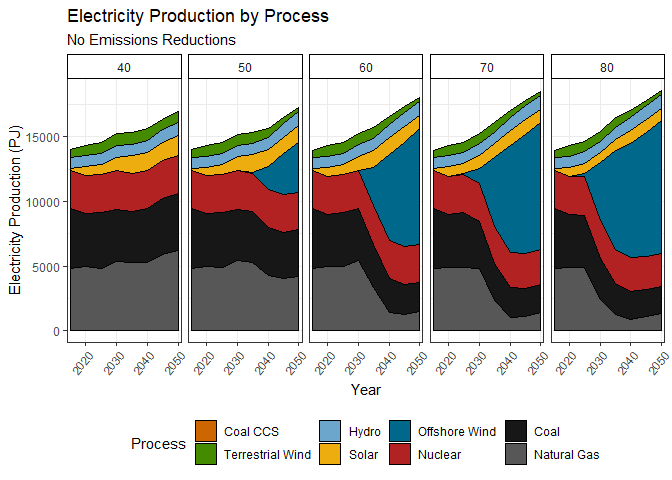 Electricity Production by Process
No Emissions Reductions
40 50 60 70 80
Electricity Production (PJ)
15000
10000
5000
0
2020 2030 2040 2050 2020 2030 2040 2050 2020 2030 2040 2050 2020 2030 2040 2050 2020 2030 2040 2050
Year
Process
Coal CCS Hydro Offshore Wind Coal
Terrestrial Wind Solar Nuclear Natural Gas